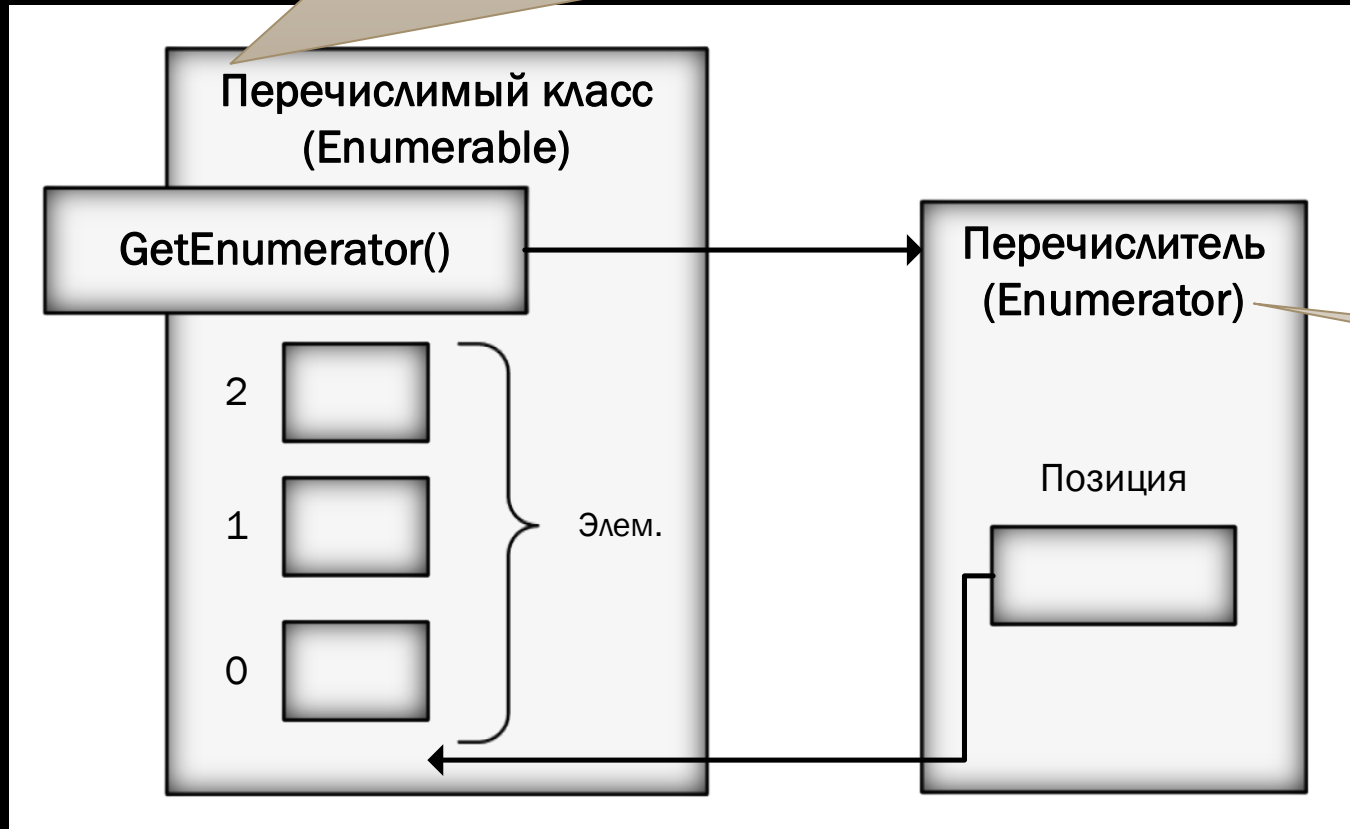 Перечислимый класс
(Enumerable)
GetEnumerator()
Перечислитель
(Enumerator)
2
1
0
Элем.
Позиция